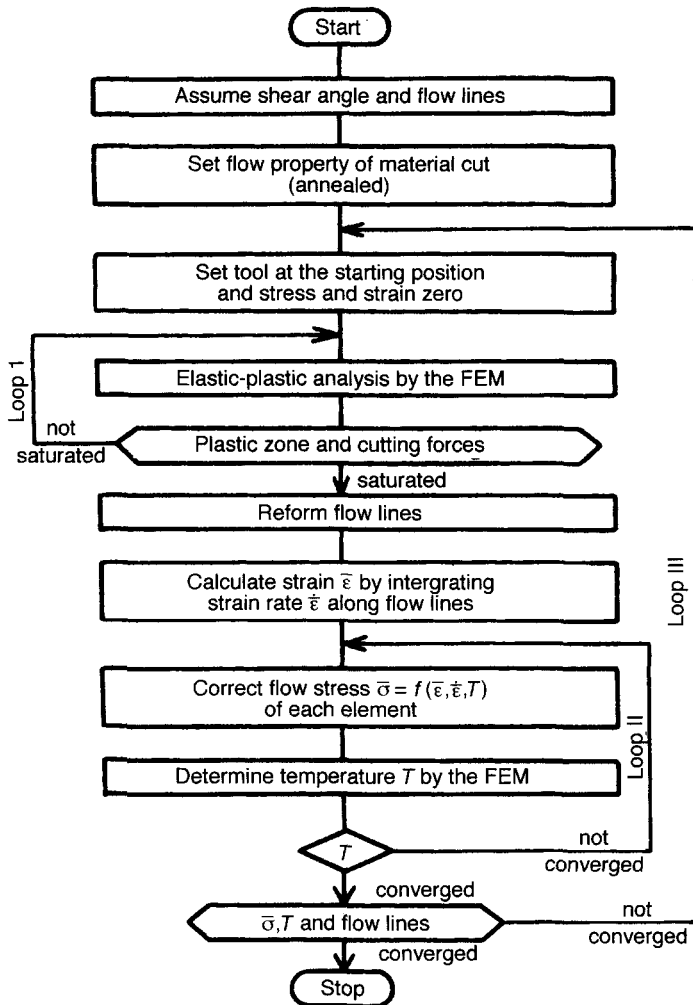 Start
Assume shear angle and flow lines
Set flow property of material cut
(annealed)
Set tool at the starting position
and stress and strain zero
Loop 1
Elastic-plastic analysis by the FEM
not
saturated
Plastic zone and cutting forces
saturated
Reform flow lines
Calculate strain ε̄ by intergrating
strain rate ε̄̇ along flow lines
Loop III
Correct flow stress σ̄ = f (ε̄,ε̄̇,T)
of each element
Loop II
Determine temperature T by the FEM
T
not
converged
converged
σ̄,T and flow lines
not
converged
converged
Stop